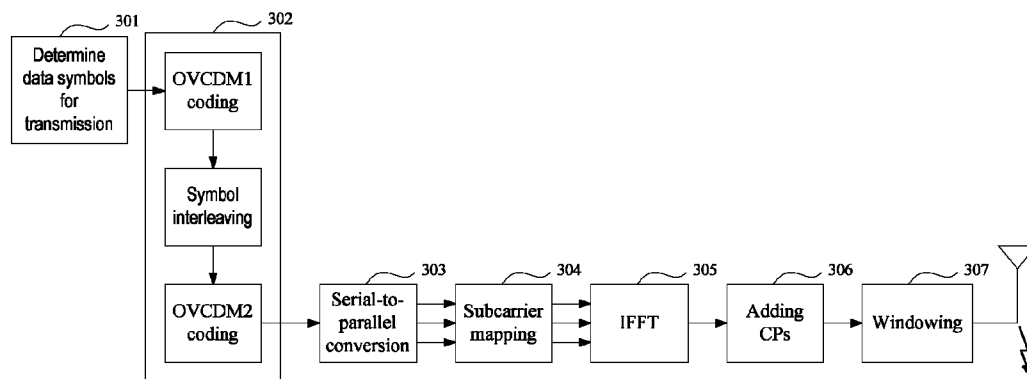 301
302
Determine
data symbols
for
transmission
OVCDM1
coding
Symbol
interleaving
OVCDM2
coding
303
304
305
306
307
Serial-to-
parallel
conversion
Subcarrier
mapping
IFFT
Adding
CPs
Windowing